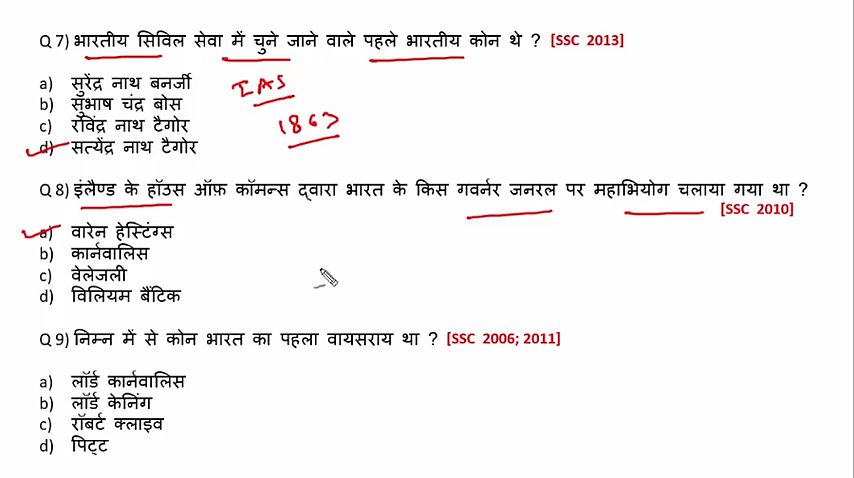 Q 7) भारतीय सिविल सेवा में चुने जाने वाले पहले भारतीय कोन थे ? [SSC 2013]
a) सुरेंद्र नाथ बनर्जी
IAS
b) सुभाष चंद्र बोस
c) रविंद्र नाथ टैगोर
1863
d) सत्येंद्र नाथ टैगोर
Q 8) इंलैण्ड के हॉउस ऑफ़ कॉमन्स द्वारा भारत के किस गवर्नर जनरल पर महाभियोग चलाया गया था ?
[SSC 2010]
a) वारेन हेस्टिंग्स
b) कार्नवालिस
c) वेलेजली
d) विलियम बैंटिक
Q 9) निम्न में से कोन भारत का पहला वायसराय था ? [SSC 2006; 2011]
a) लॉर्ड कार्नवालिस
b) लॉर्ड केनिंग
c) रॉबर्ट क्लाइव
d) पिट्ट